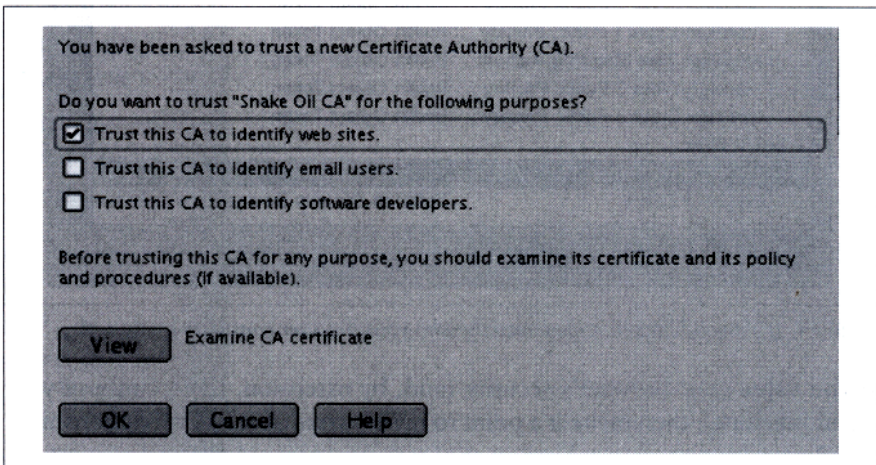 You have been asked to trust a new Certificate Authority (CA).
Do you want to trust "Snake Oil CA" for the following purposes?
Trust this CA to identify web sites.
Trust this CA to identify email users.
Trust this CA to identify software developers.
Before trusting this CA for any purpose, you should examine its certificate and its policy
and procedures (if available).
View Examine CA certificate
OK Cancel Help